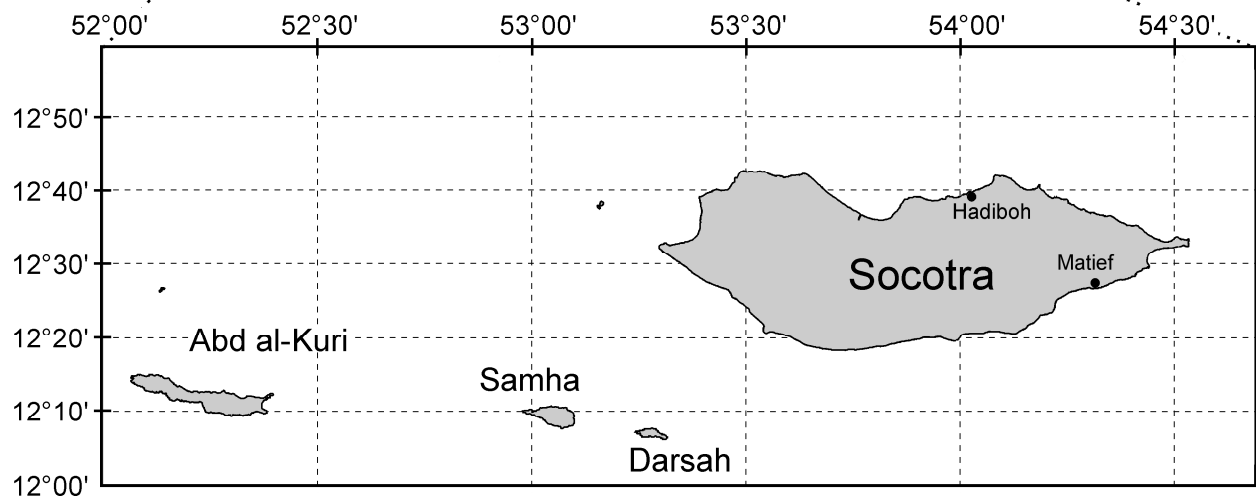 52°00' 52°30' 53°00' 53°30' 54°00' 54°30'
12°50'
12°40'
Hadiboh
12°30'
Matief
Socotra
12°20'
Abd al-Kuri
Samha
12°10'
Darsah
12°00'